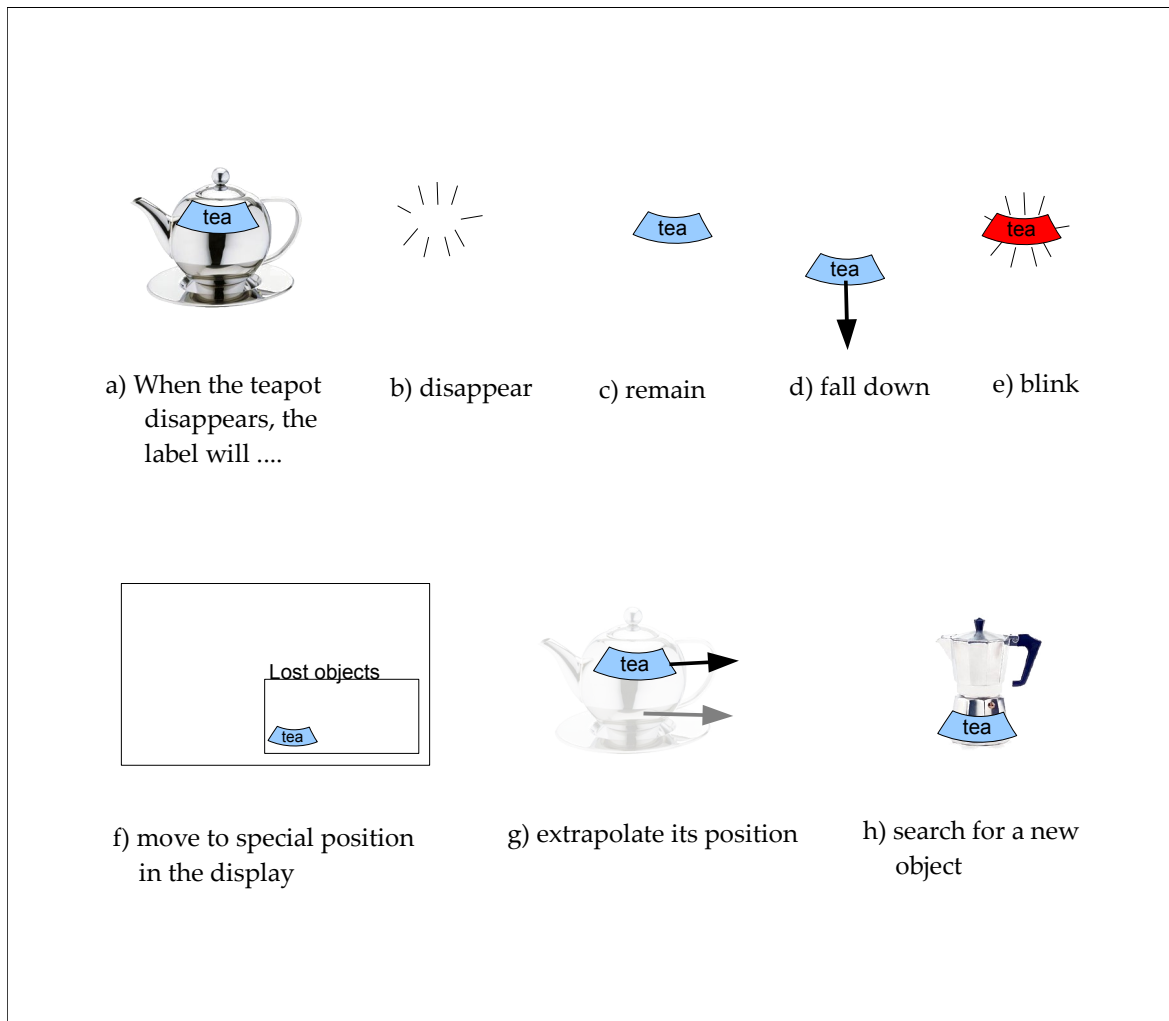 tea
tea
tea
tea
a) When the teapot
disappears, the
label will ....
b) disappear
c) remain
d) fall down
e) blink
Lost objects
tea
tea
tea
f) move to special position
in the display
g) extrapolate its position
h) search for a new
object